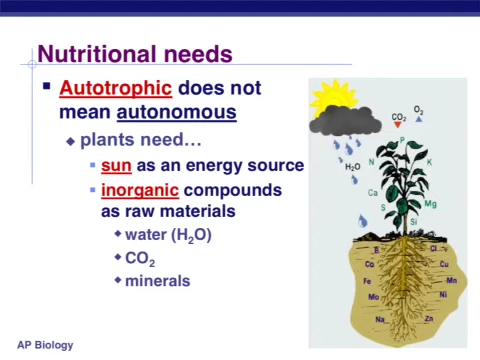 Nutritional needs
Autotrophic does not
mean autonomous
plants need…
sun as an energy source
inorganic compounds
as raw materials
water (H2O)
CO2
minerals
CO2
O2
H2O
P
N
K
Ca
Mg
S
Si
B
Cl
Co
Cu
Fe
Mn
Mo
Ni
Na
Zn
AP Biology